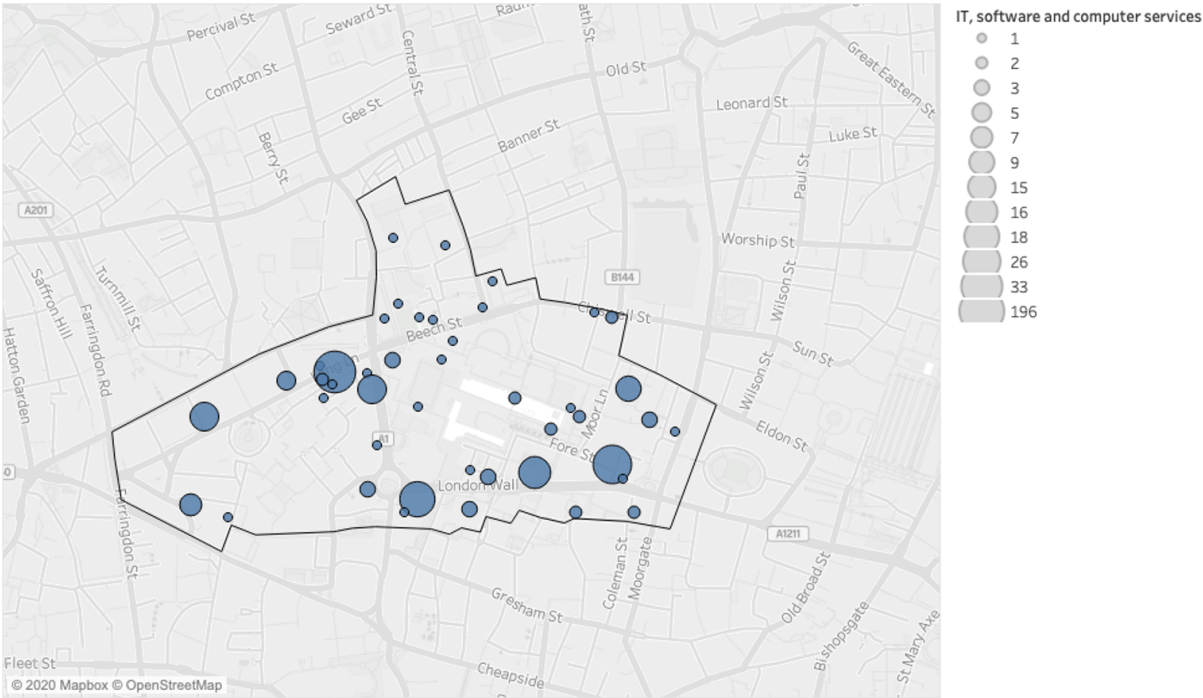 IT, software and computer services
1
2
3
5
7
9
15
16
18
26
33
196
Percival St
Seward St
Central St
Old St
Great Eastern St
Compton St
Gee St
Leonard St
Banner St
Luke St
Berry St
Paul St
A201
Worship St
Turnmill St
Saffron Hill
B144
Wilson St
Farringdon Rd
Hatton Garden
Beech St
Sun St
Wilson St
Moor Ln
A1
Eldon St
Fore St
London Wall
Farringdon St
A1211
Coleman St
Moorgate
Old Broad St
Gresham St
Bishopsgate
St Mary Axe
Fleet St
Cheapside
© 2020 Mapbox © OpenStreetMap